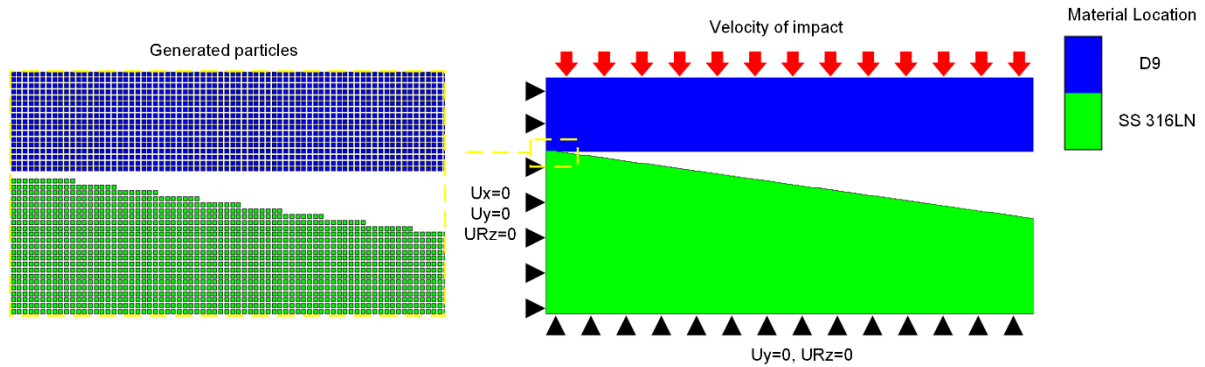 Generated particles
Velocity of impact
Material Location
D9
SS 316LN
Ux=0
Uy=0
URz=0
Uy=0, URz=0